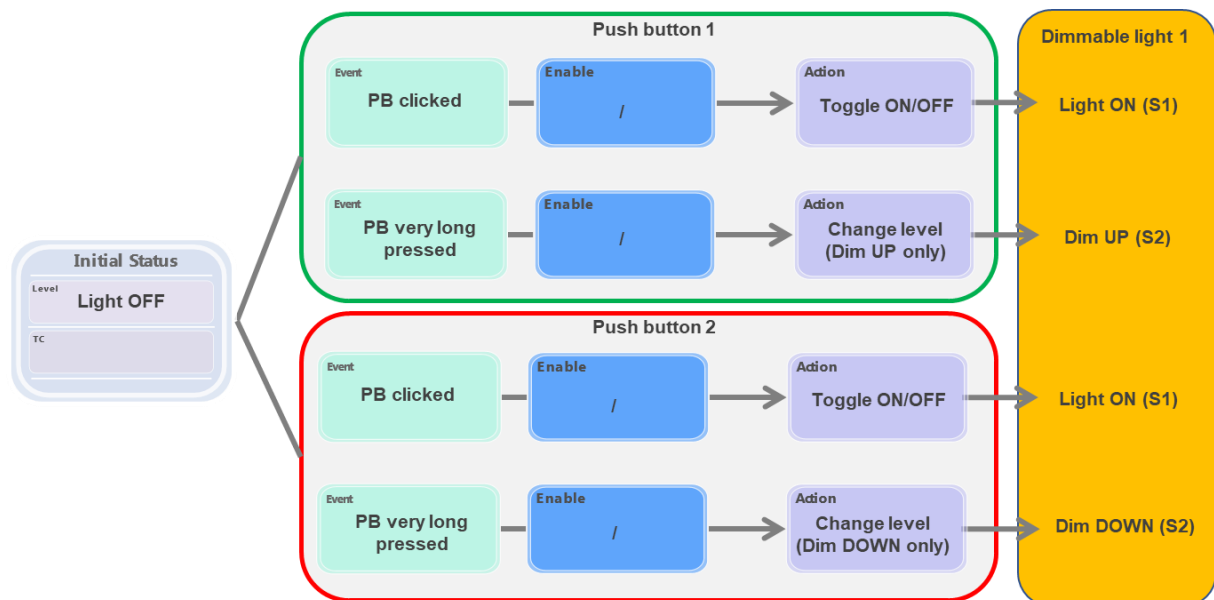 Initial Status
Level
Light OFF
TC
Push button 1
Event
PB clicked
Enable
/
Action
Toggle ON/OFF
Event
PB very long
pressed
Enable
/
Action
Change level
(Dim UP only)
Push button 2
Event
PB clicked
Enable
/
Action
Toggle ON/OFF
Event
PB very long
pressed
Enable
/
Action
Change level
(Dim DOWN only)
Dimmable light 1
Light ON (S1)
Dim UP (S2)
Light ON (S1)
Dim DOWN (S2)